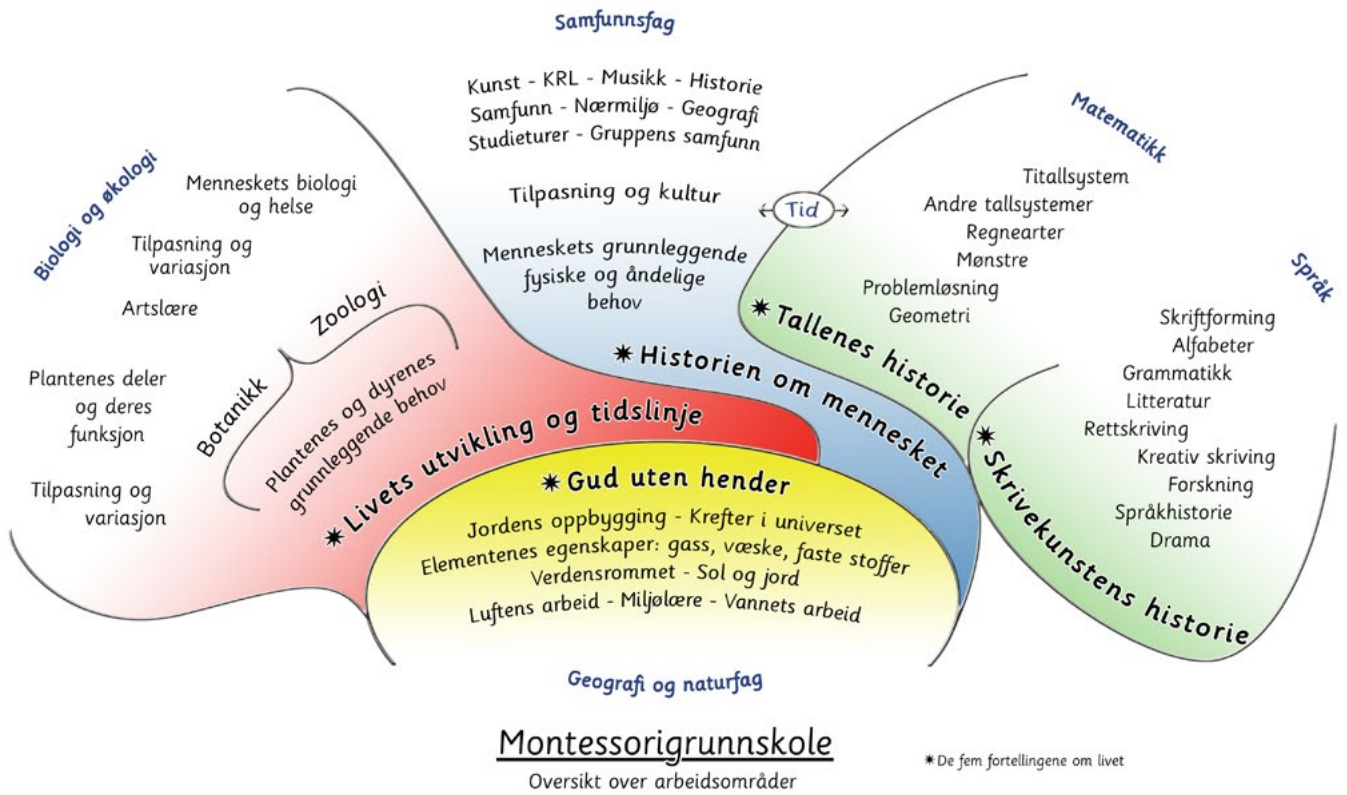 Samfunnsfag
Kunst - KRL - Musikk - Historie
Samfunn - Nærmiljø - Geografi
Studieturer - Gruppens samfunn
Tilpasning og kultur
Menneskets grunnleggende
fysiske og åndelige
behov
✷ Historien om mennesket
Biologi og økologi
Menneskets biologi
og helse
Tilpasning og
variasjon
Artslære
Zoologi
Botanikk
Plantenes deler
og deres
funksjon
Tilpasning og
variasjon
Plantenes og dyrenes
grunnleggende behov
✷ Livets utvikling og tidslinje
Tid
Matematikk
Titallsystem
Andre tallsystemer
Regnearter
Mønstre
Problemløsning
Geometri
✷ Tallenes historie
Språk
Skriftforming
Alfabeter
Grammatikk
Litteratur
Rettskriving
Kreativ skriving
Forskning
Språkhistorie
Drama
✷ Skrivekunstens historie
✷ Gud uten hender
Jordens oppbygging - Krefter i universet
Elementenes egenskaper: gass, væske, faste stoffer
Verdensrommet - Sol og jord
Luftens arbeid - Miljølære - Vannets arbeid
Geografi og naturfag
Montessorigrunnskole
Oversikt over arbeidsområder
✷ De fem fortellingene om livet